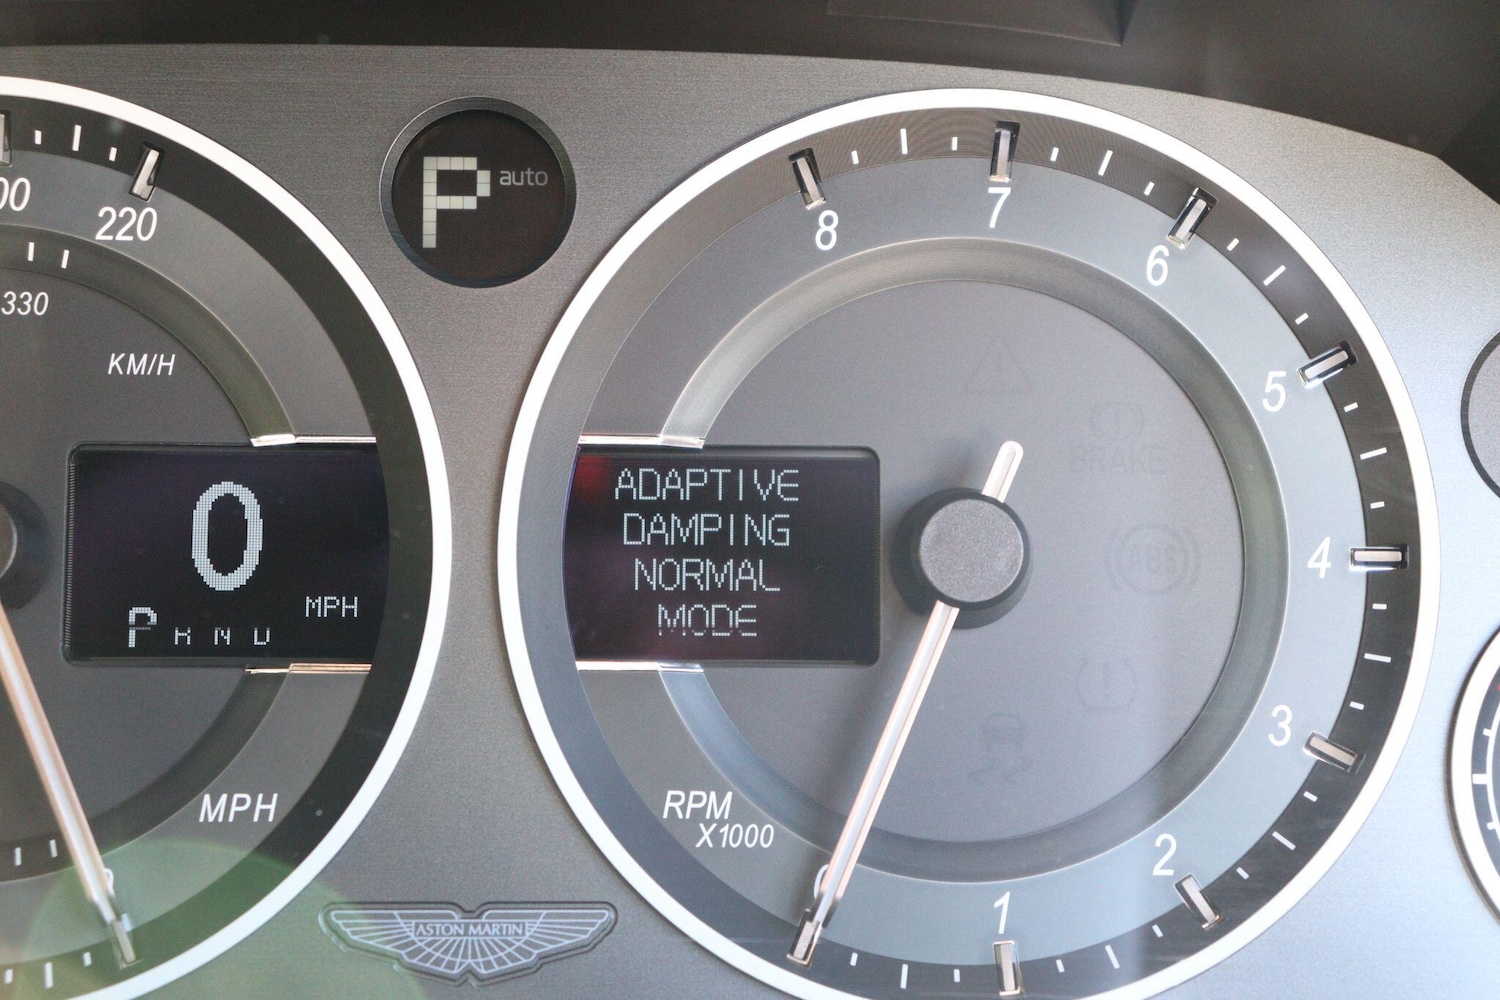 220
330
KM/H
0
MPH
P R N D
MPH
P auto
8
7
6
5
4
3
2
1
0
ADAPTIVE
DAMPING
NORMAL
MODE
RPM
X1000
BRAKE
ABS
ASTON MARTIN